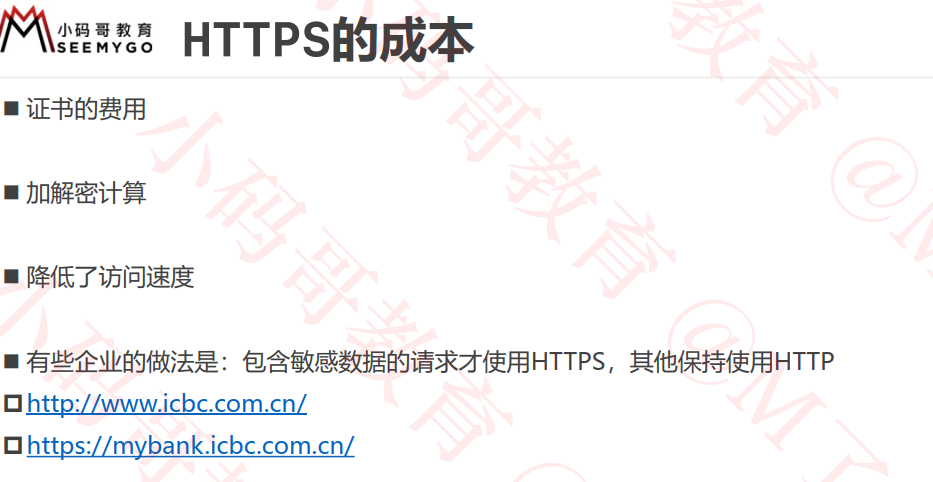 小码哥教育
SEEMYGO
HTTPS的成本
证书的费用
加解密计算
降低了访问速度
有些企业的做法是：包含敏感数据的请求才使用HTTPS，其他保持使用HTTP
http://www.icbc.com.cn/
https://mybank.icbc.com.cn/
小码哥教育 @M了
小码哥教育 @M
小码哥教育 @